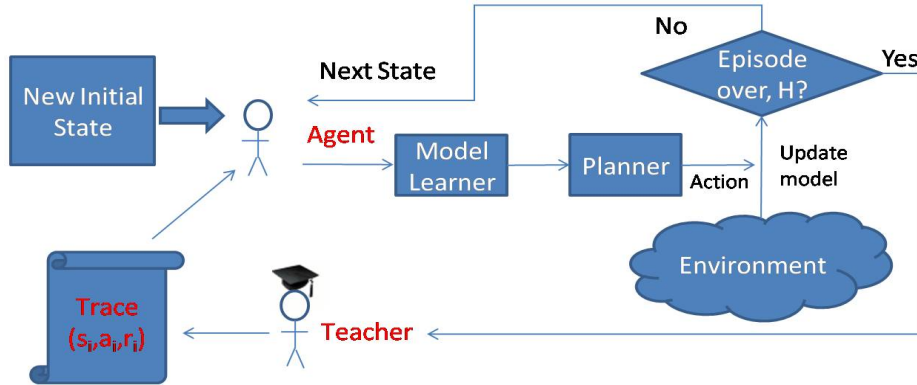 No
Yes
Episode
over, H?
Next State
New Initial
State
Agent
Model
Learner
Planner
Action
Update
model
Environment
Trace
(si,ai,ri)
Teacher